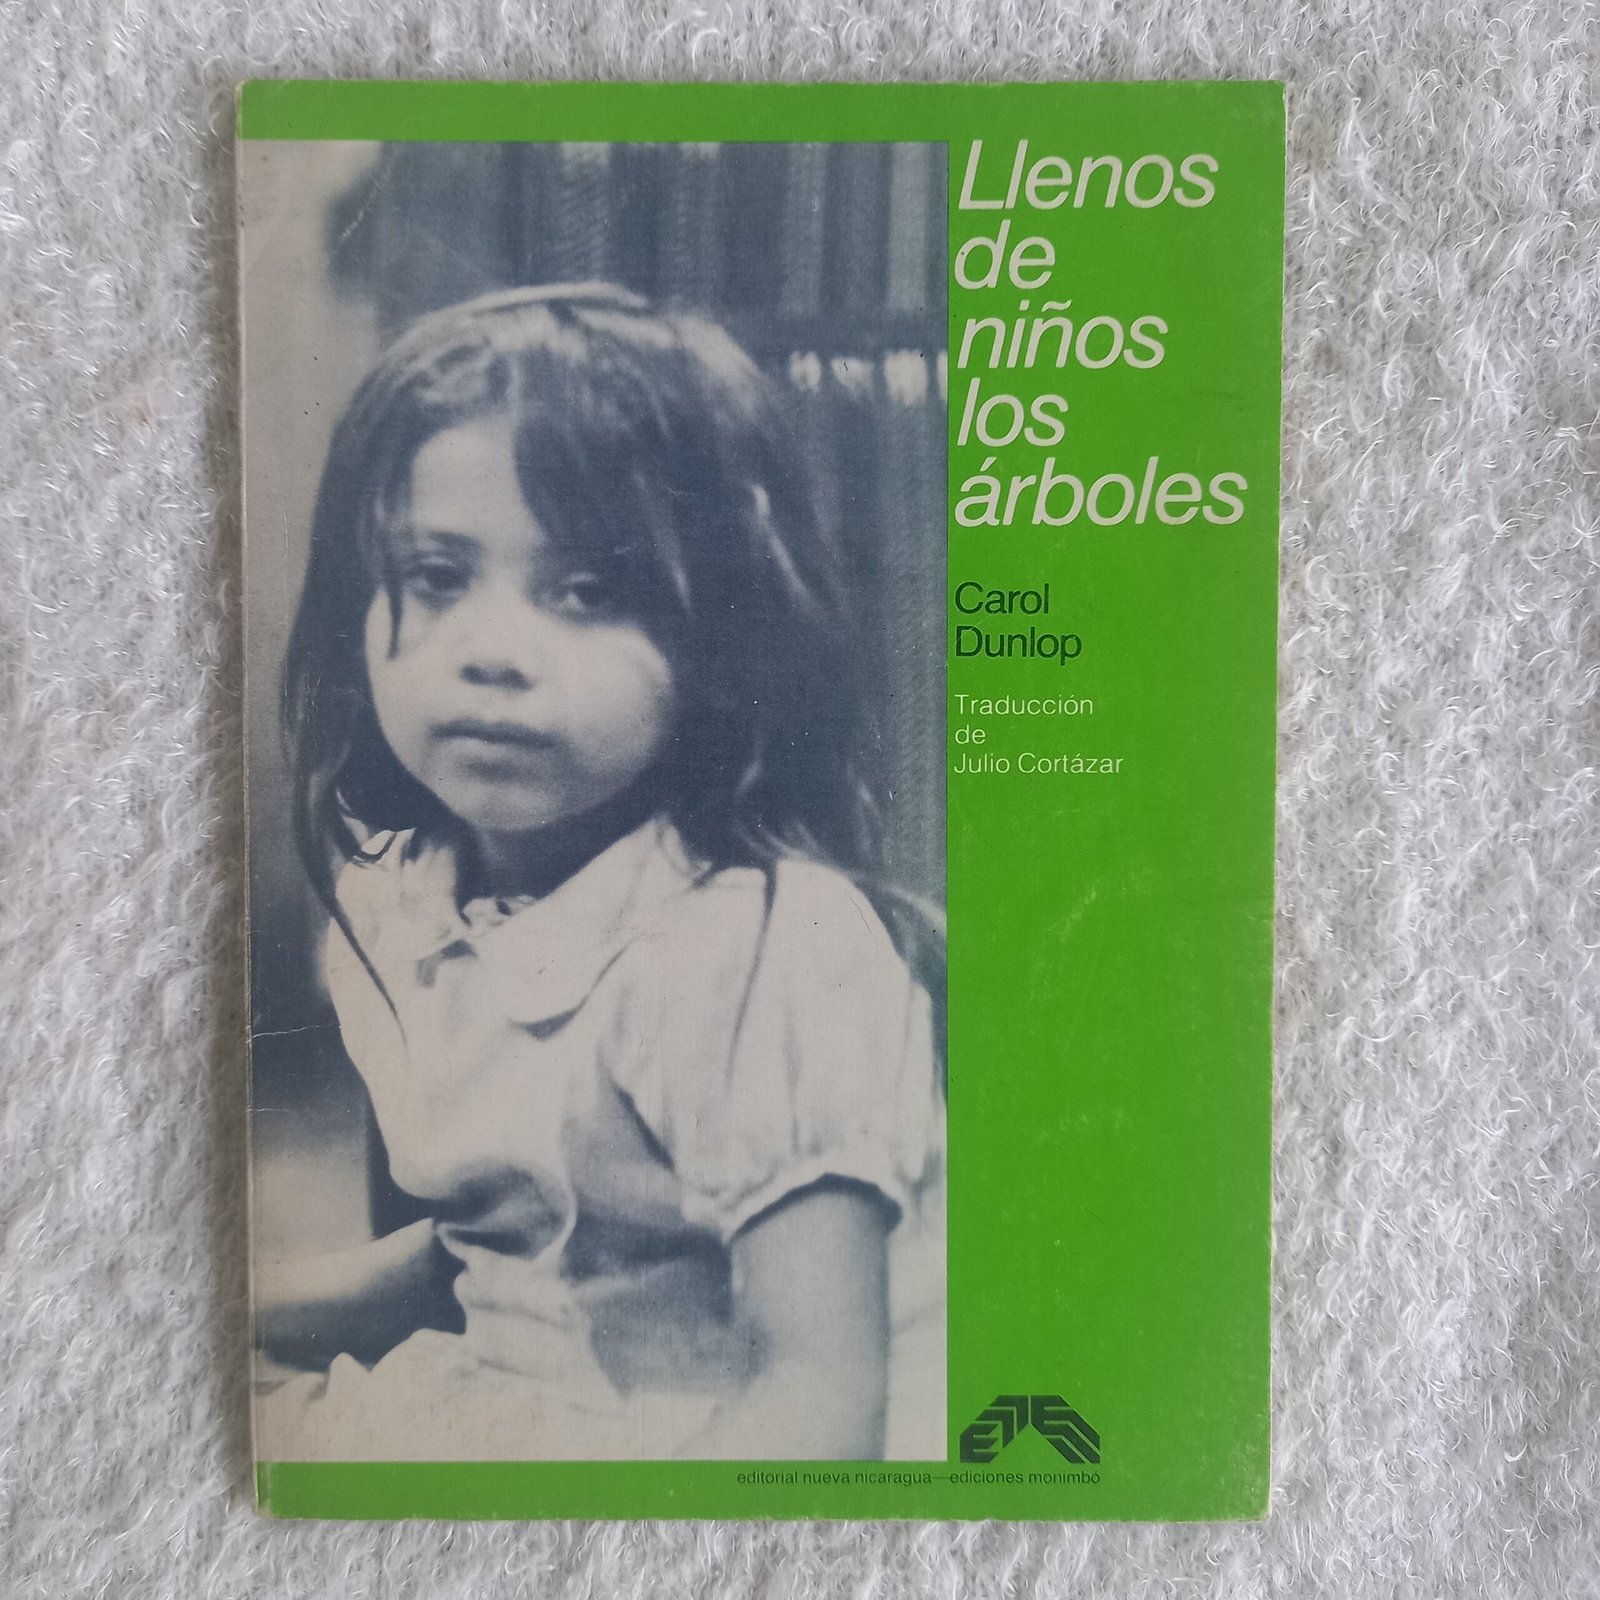 Llenos
de
niños
los
árboles
Carol
Dunlop
Traducción
de
Julio Cortázar
editorial nueva nicaragua—ediciones monimbó